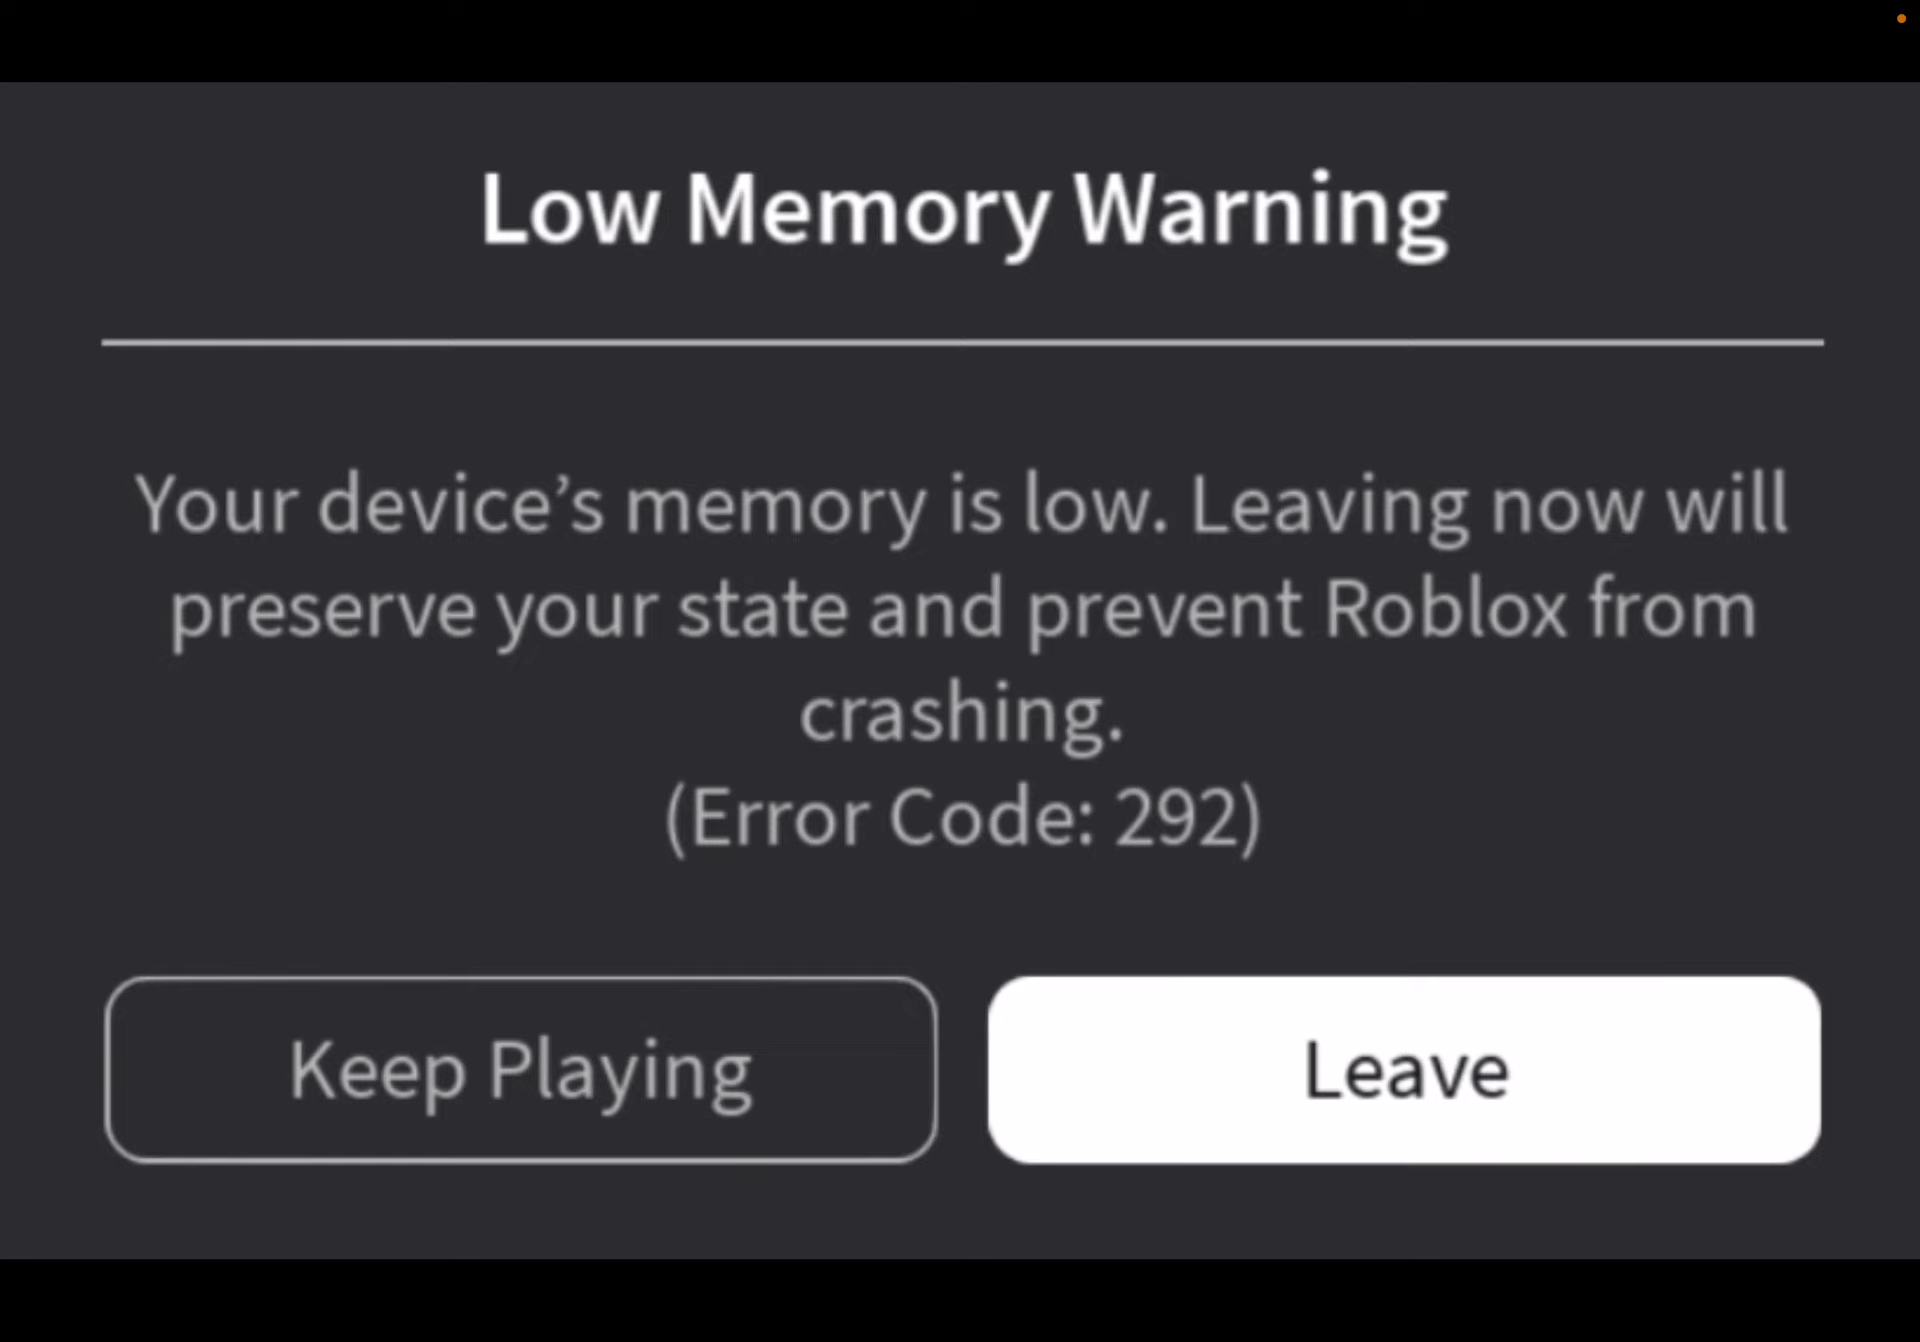 Low Memory Warning
Your device’s memory is low. Leaving now will
preserve your state and prevent Roblox from
crashing.
(Error Code: 292)
Keep Playing
Leave